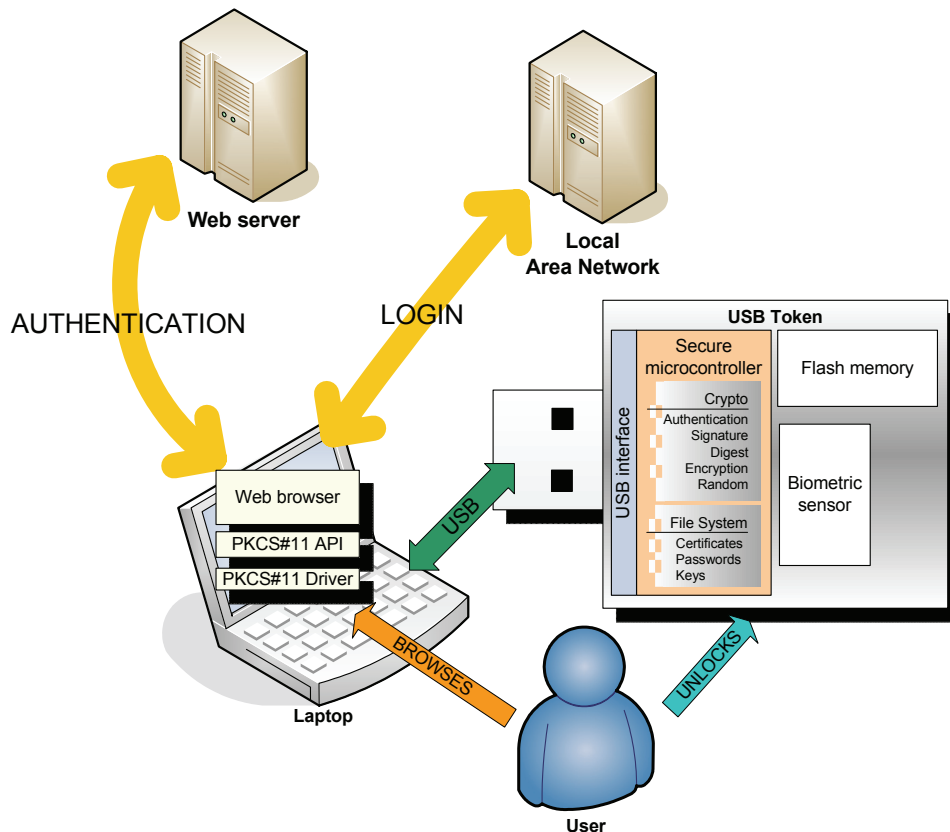 Web server
Local
Area Network
AUTHENTICATION
LOGIN
USB Token
USB interface
Secure
microcontroller
Crypto
Authentication
Signature
Digest
Encryption
Random
File System
Certificates
Passwords
Keys
Flash memory
Biometric
sensor
Web browser
PKCS#11 API
PKCS#11 Driver
USB
BROWSES
UNLOCKS
Laptop
User